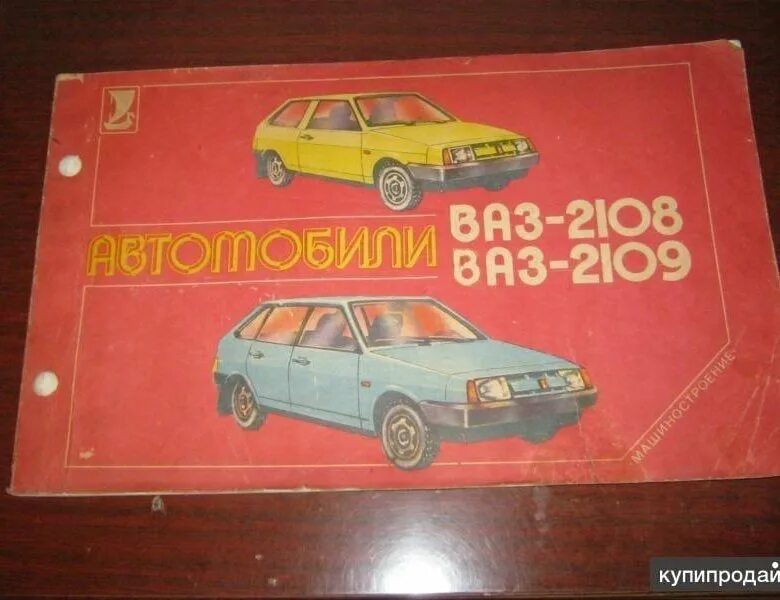 АВТОМОБИЛИ
ВАЗ-2108
ВАЗ-2109
МАШИНОСТРОЕНИЕ
купипродай